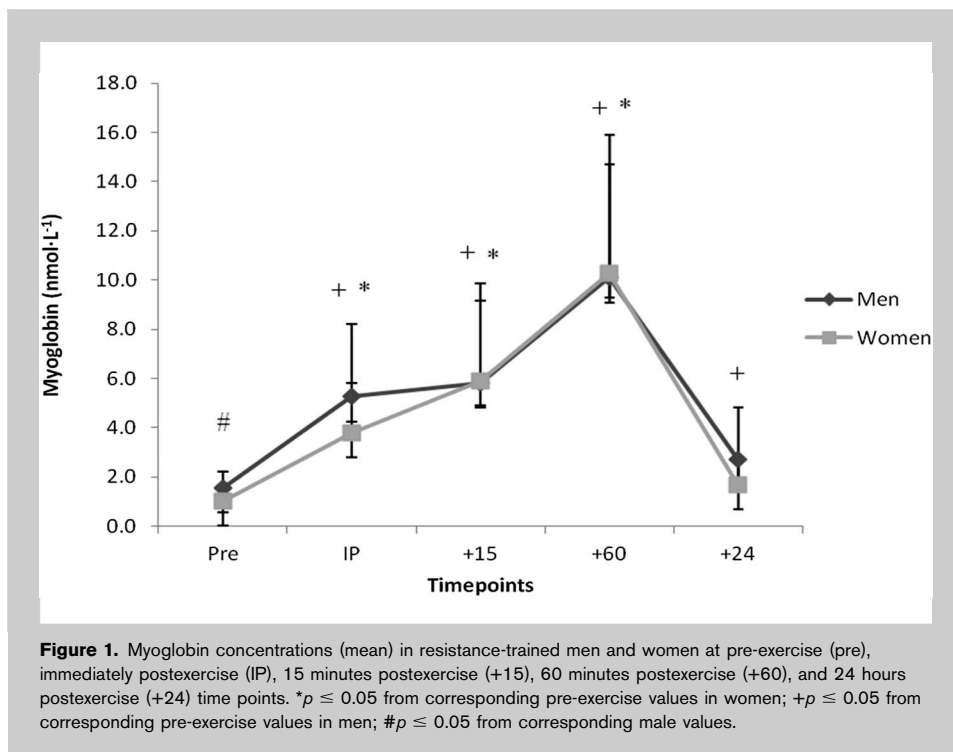 18.0
16.0
14.0
12.0
10.0
8.0
6.0
4.0
2.0
0.0
Myoglobin (nmol·L⁻¹)
#
+ *
+ *
+ *
+
Men
Women
Pre IP +15 +60 +24
Timepoints
Figure 1. Myoglobin concentrations (mean) in resistance-trained men and women at pre-exercise (pre),
immediately postexercise (IP), 15 minutes postexercise (+15), 60 minutes postexercise (+60), and 24 hours
postexercise (+24) time points. *p ≤ 0.05 from corresponding pre-exercise values in women; +p ≤ 0.05 from
corresponding pre-exercise values in men; #p ≤ 0.05 from corresponding male values.